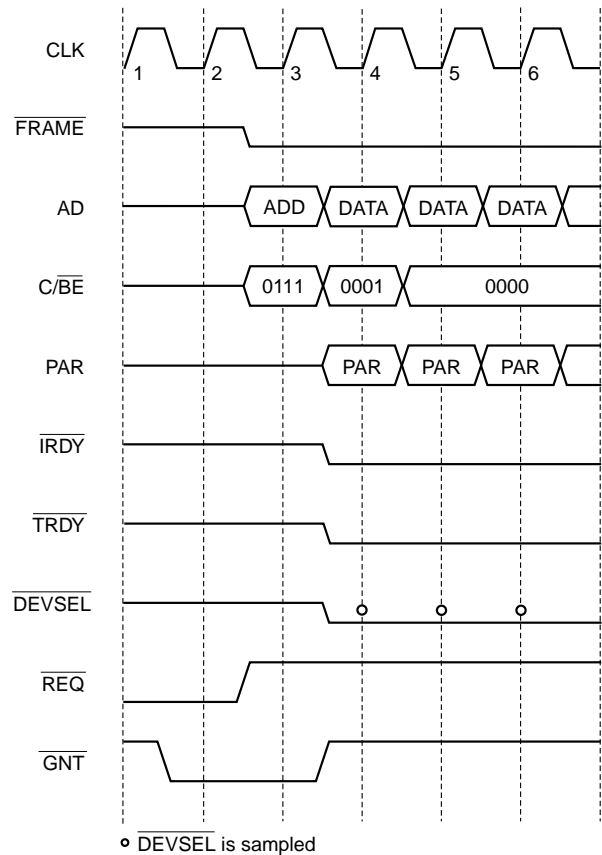 CLK
1 2 3 4 5 6
FRAME
AD ADD DATA DATA DATA
C/BE 0111 0001 0000
PAR PAR PAR PAR
IRDY
TRDY
DEVSEL
REQ
GNT
DEVSEL is sampled